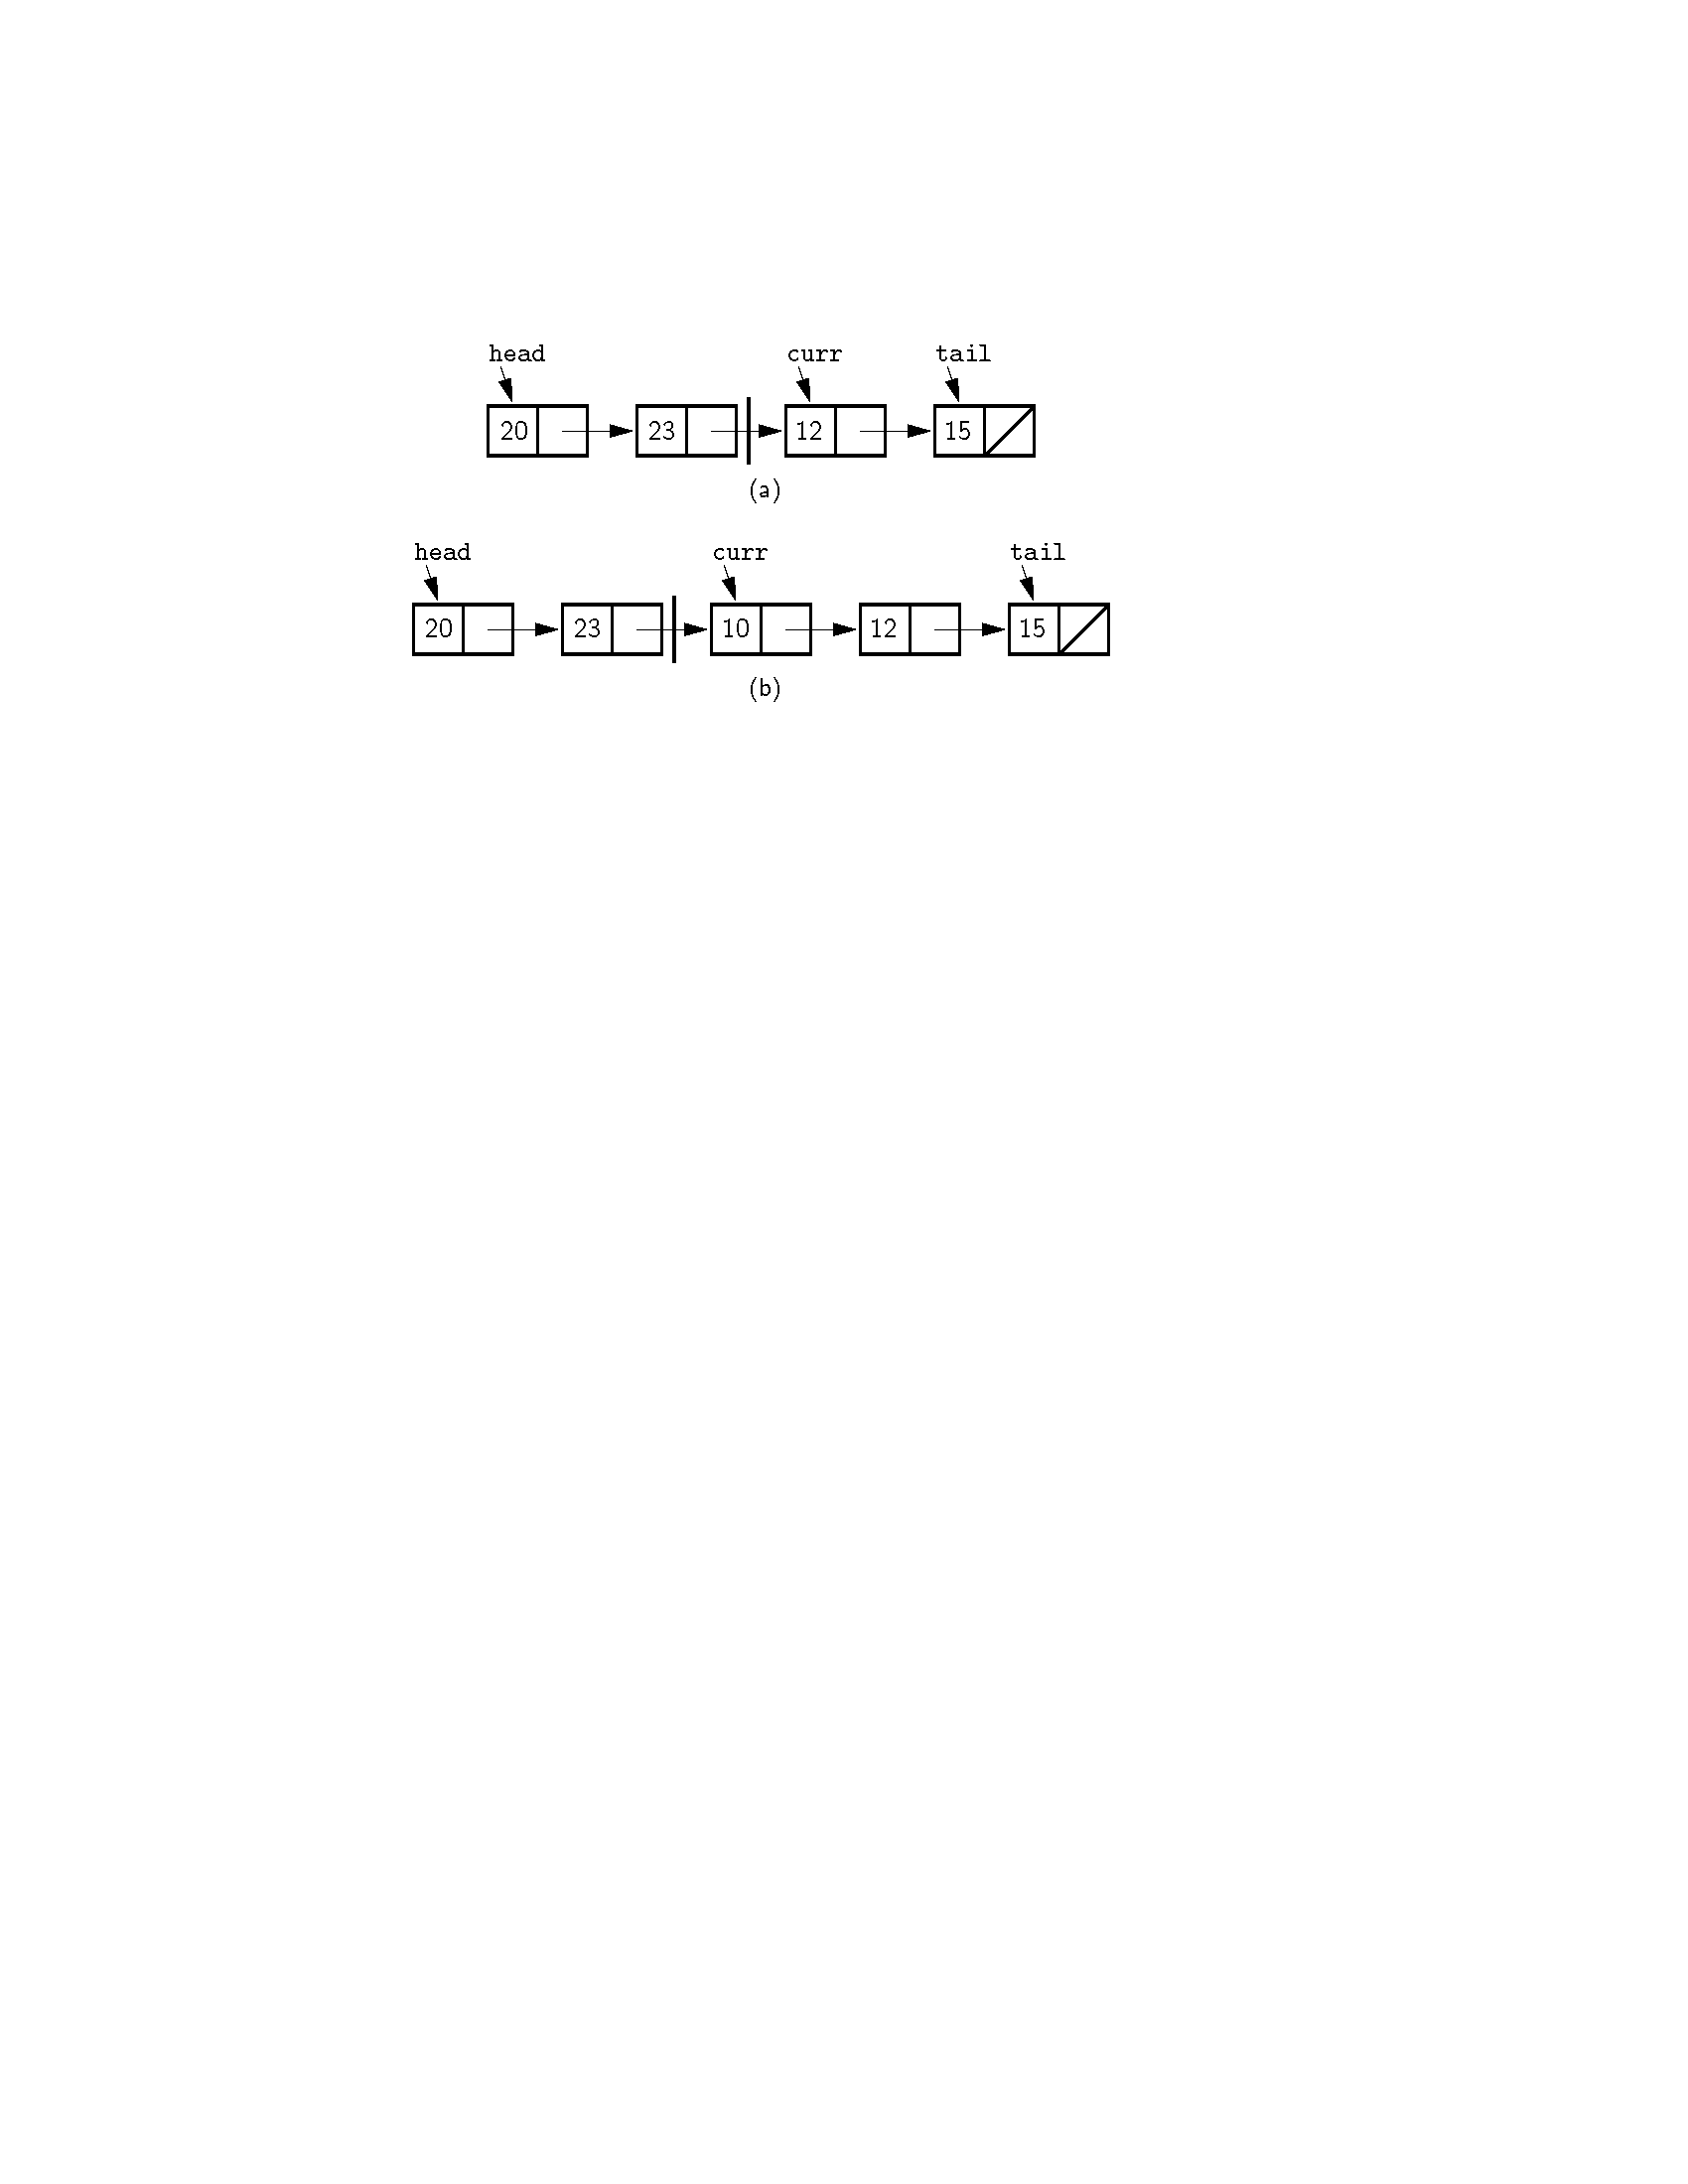 head curr tail
20 23 12 15
(a)
head curr tail
20 23 10 12 15
(b)